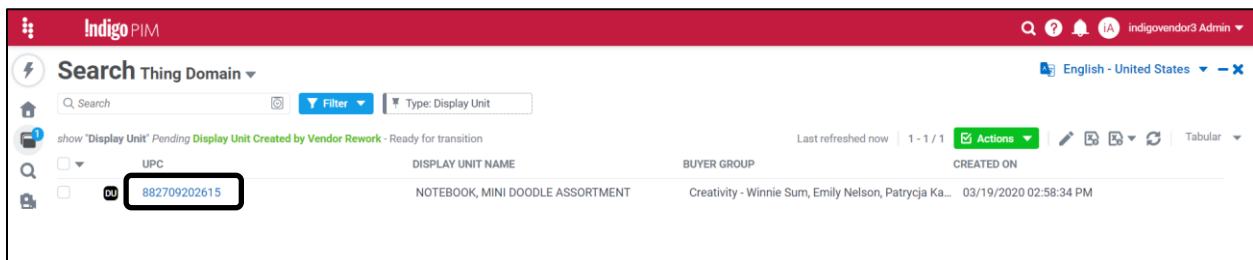 !ndigo PIM
iA indigovendor3 Admin
Search Thing Domain
English - United States
Search Filter Type: Display Unit
1
show "Display Unit" Pending Display Unit Created by Vendor Rework - Ready for transition Last refreshed now 1 - 1 / 1 Actions Tabular
UPC DISPLAY UNIT NAME BUYER GROUP CREATED ON
DU 882709202615 NOTEBOOK, MINI DOODLE ASSORTMENT Creativity - Winnie Sum, Emily Nelson, Patrycja Ka... 03/19/2020 02:58:34 PM